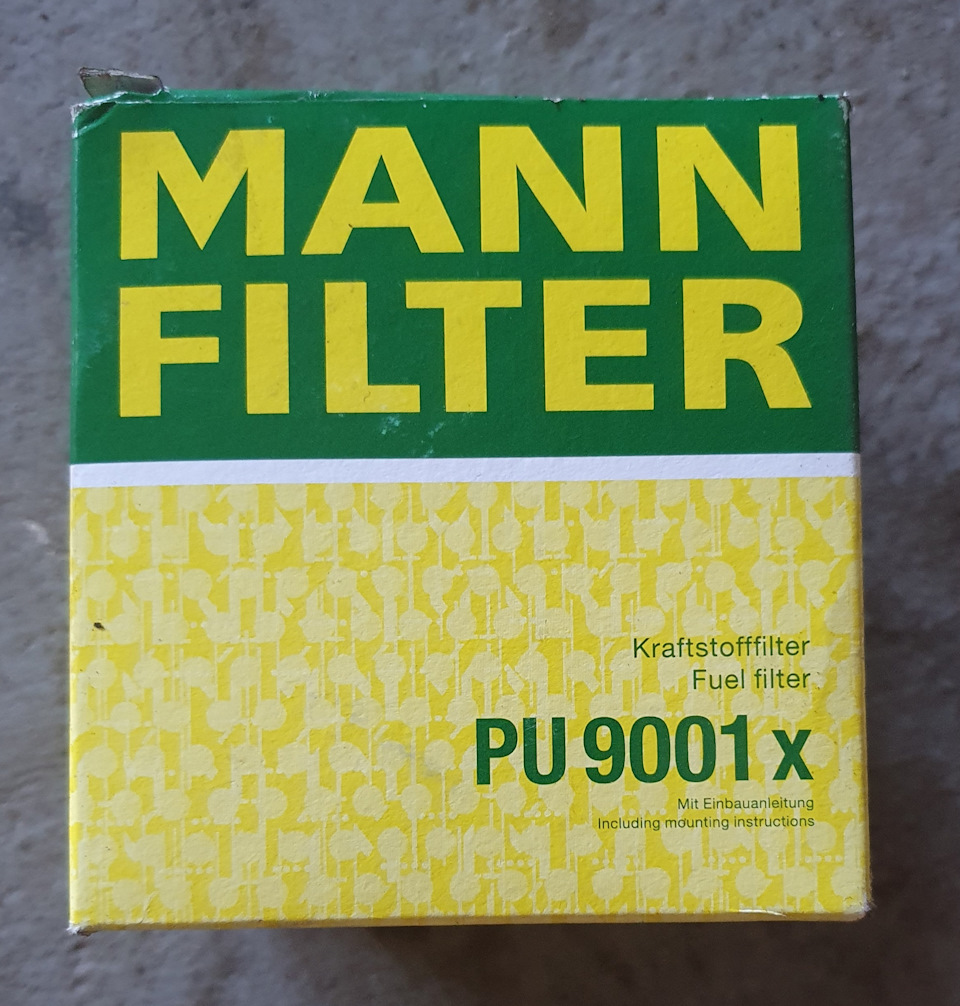 MANN
FILTER
Kraftstofffilter
Fuel filter
PU 9001 x
Mit Einbauanleitung
Including mounting instructions